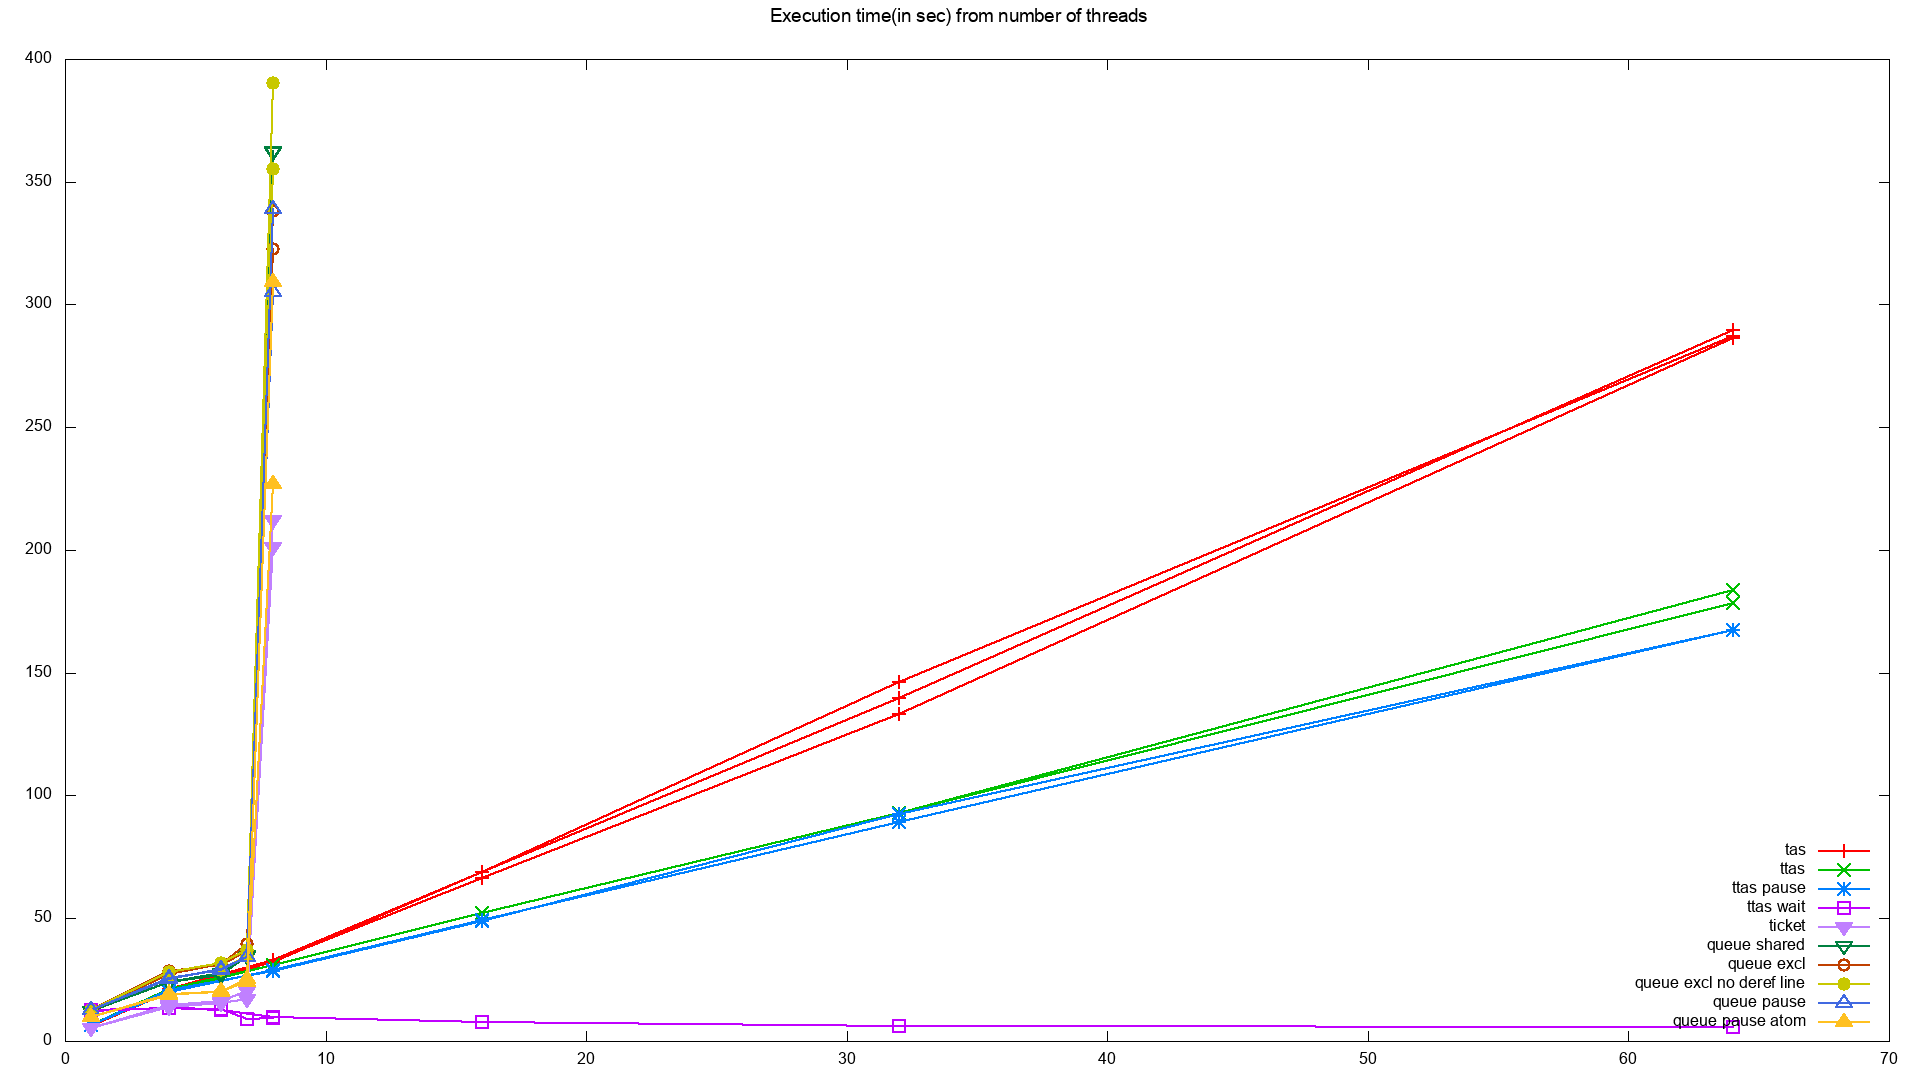 Execution time(in sec) from number of threads
400
350
300
250
200
150
100
50
0
0 10 20 30 40 50 60 70
tas
ttas
ttas pause
ttas wait
ticket
queue shared
queue excl
queue excl no deref line
queue pause
queue pause atom